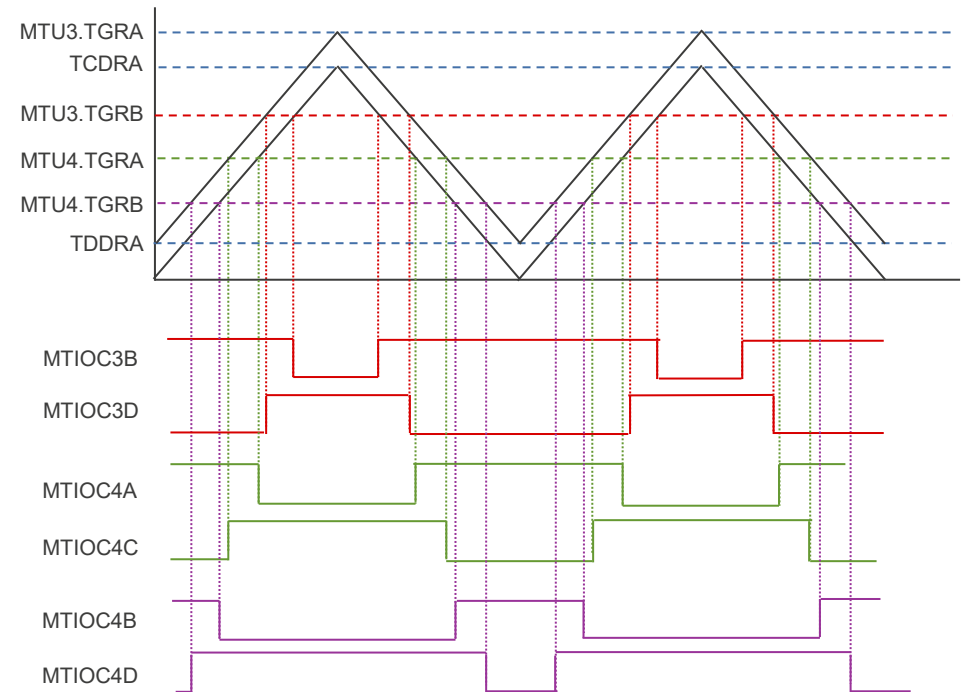 MTU3.TGRA
TCDRA
MTU3.TGRB
MTU4.TGRA
MTU4.TGRB
TDDRA
MTIOC3B
MTIOC3D
MTIOC4A
MTIOC4C
MTIOC4B
MTIOC4D